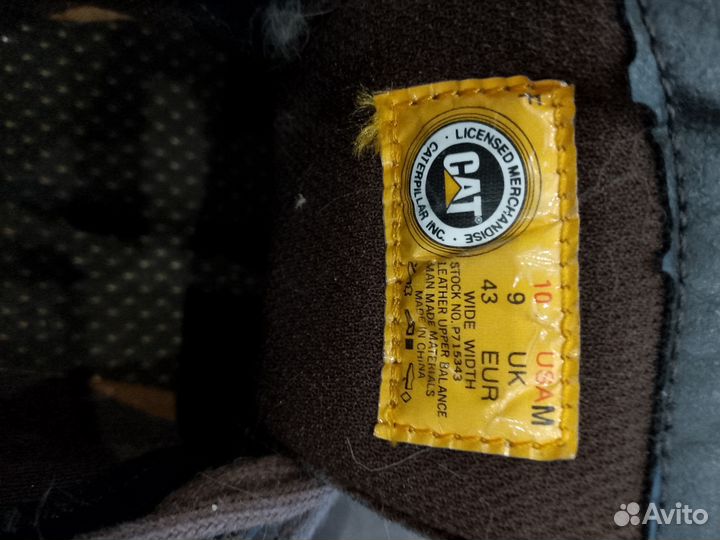 LICENSED MERCHANDISE
CAT
CATERPILLAR INC.
10 USA M
9 UK
43 EUR
WIDE WIDTH
STOCK NO. P715343
LEATHER UPPER BALANCE
MAN MADE MATERIALS
MADE IN CHINA
Avito